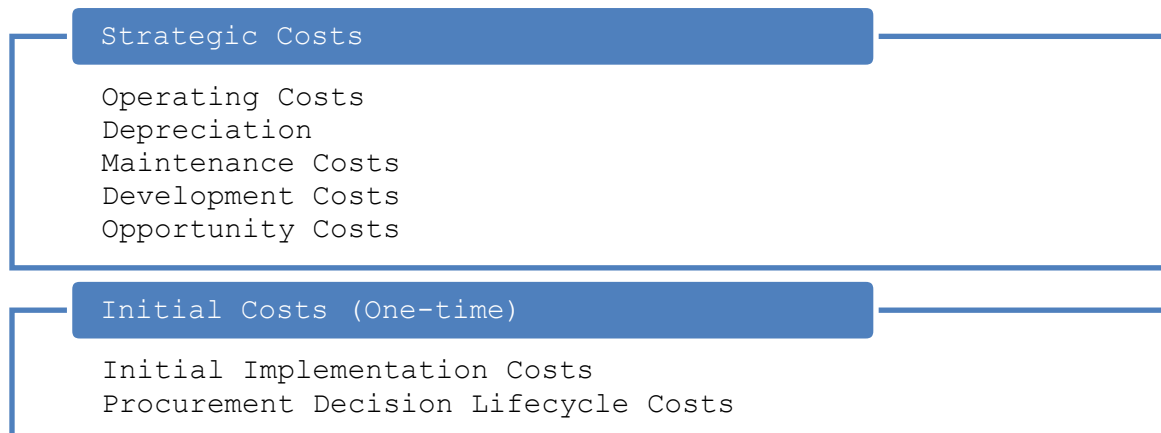 Strategic Costs
Operating Costs
Depreciation
Maintenance Costs
Development Costs
Opportunity Costs
Initial Costs (One-time)
Initial Implementation Costs
Procurement Decision Lifecycle Costs